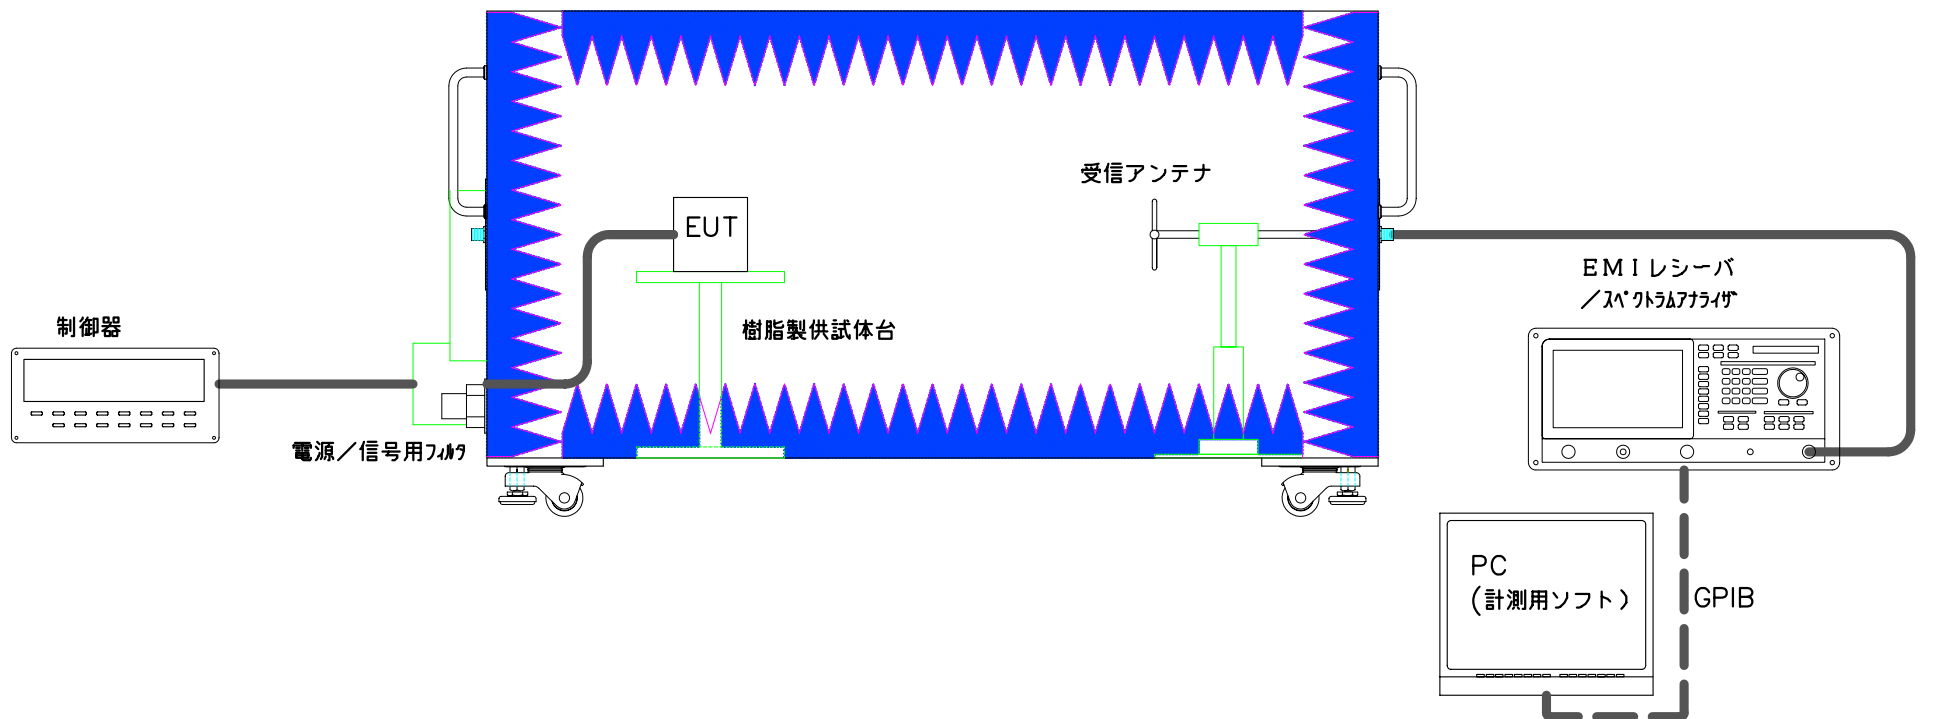 受信アンテナ
EUT
EMIレシーバ
／ｽﾍﾟｸﾄﾗﾑｱﾅﾗｲｻﾞ
制御器
樹脂製供試体台
電源／信号用ﾌｨﾙﾀ
PC
(計測用ソフト)
GPIB